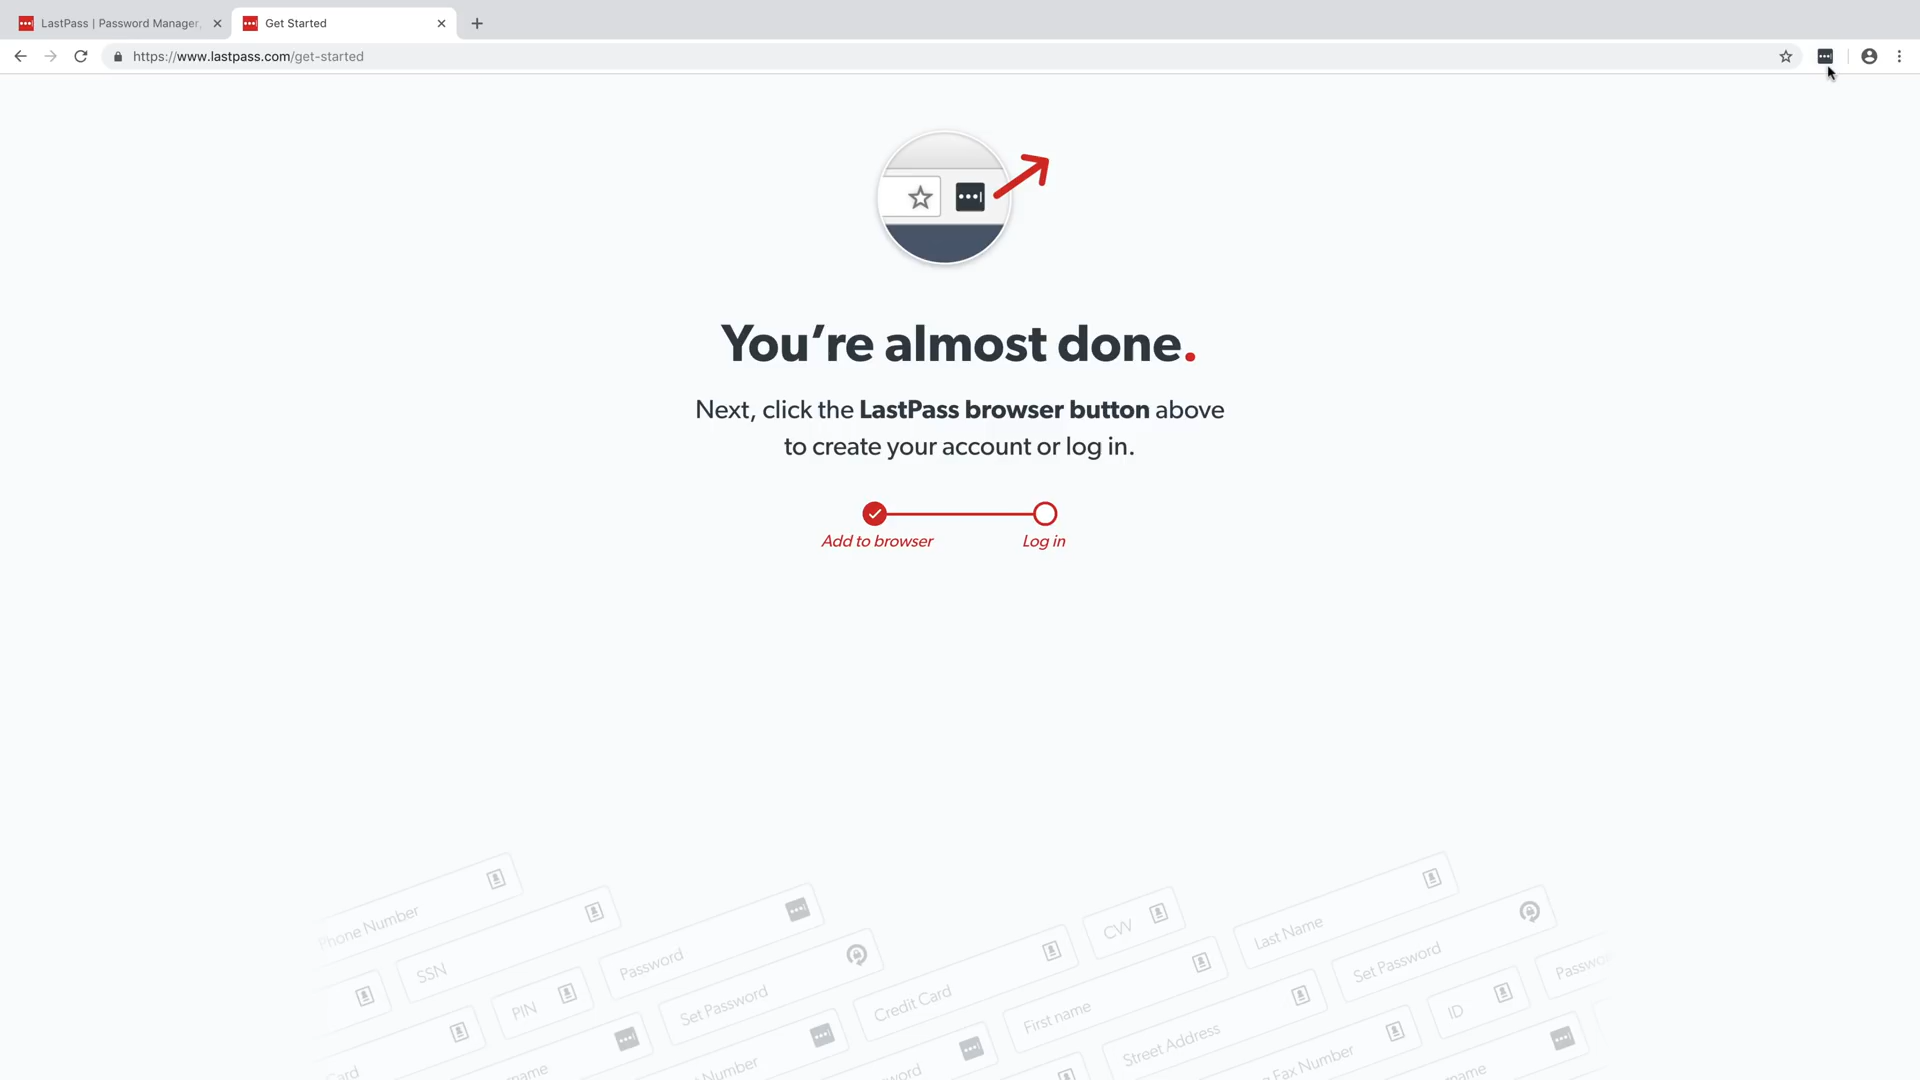 LastPass | Password Manager,
Get Started
https://www.lastpass.com/get-started
You’re almost done.
Next, click the LastPass browser button above
to create your account or log in.
Add to browser
Log in
Phone Number
SSN
Password
CVV
Last Name
PIN
Set Password
Credit Card
First name
Set Password
Street Address
ID
Fax Number
Number